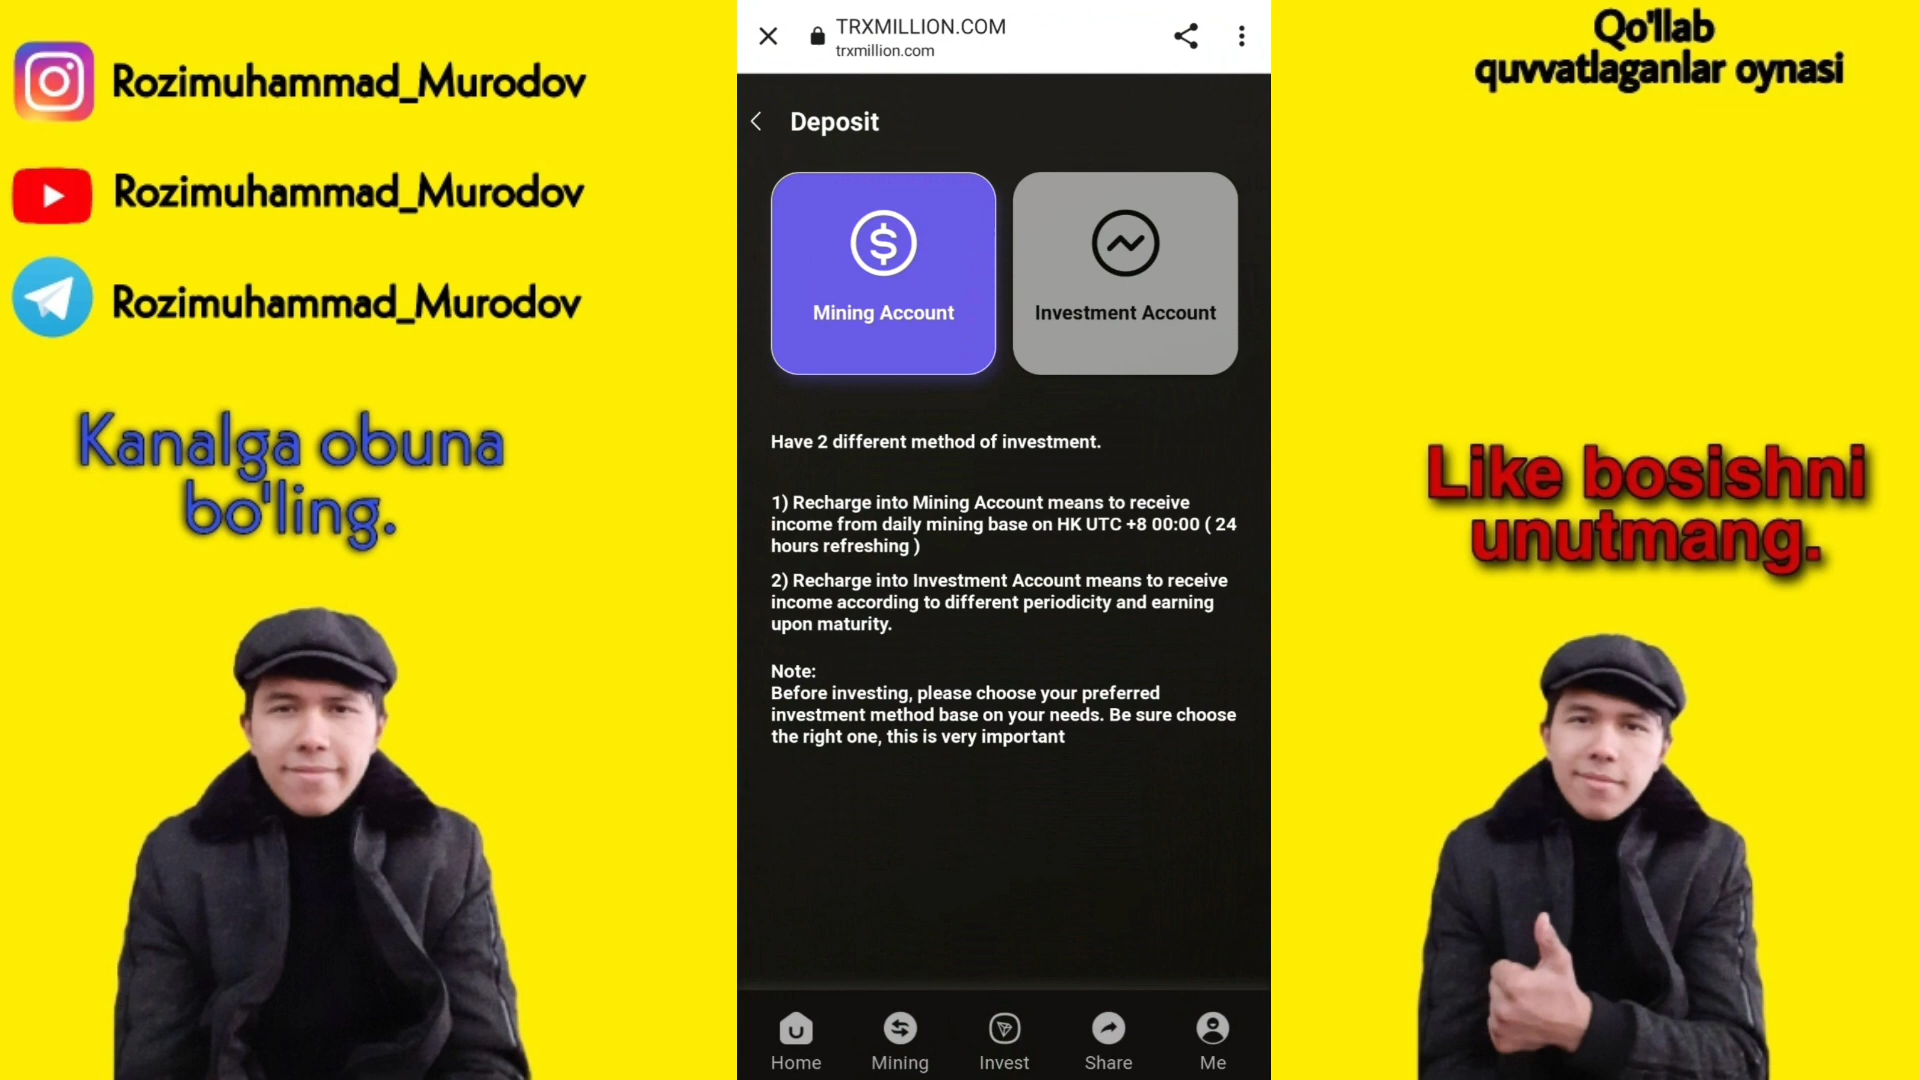 Rozimuhammad_Murodov
Rozimuhammad_Murodov
Rozimuhammad_Murodov
Kanalga obuna
bo'ling.
TRXMILLION.COM
trxmillion.com
Deposit
Mining Account
Investment Account
Have 2 different method of investment.
1) Recharge into Mining Account means to receive
income from daily mining base on HK UTC +8 00:00 ( 24
hours refreshing )
2) Recharge into Investment Account means to receive
income according to different periodicity and earning
upon maturity.
Note:
Before investing, please choose your preferred
investment method base on your needs. Be sure choose
the right one, this is very important
Home
Mining
Invest
Share
Me
Qo'llab
quvvatlaganlar oynasi
Like bosishni
unutmang.